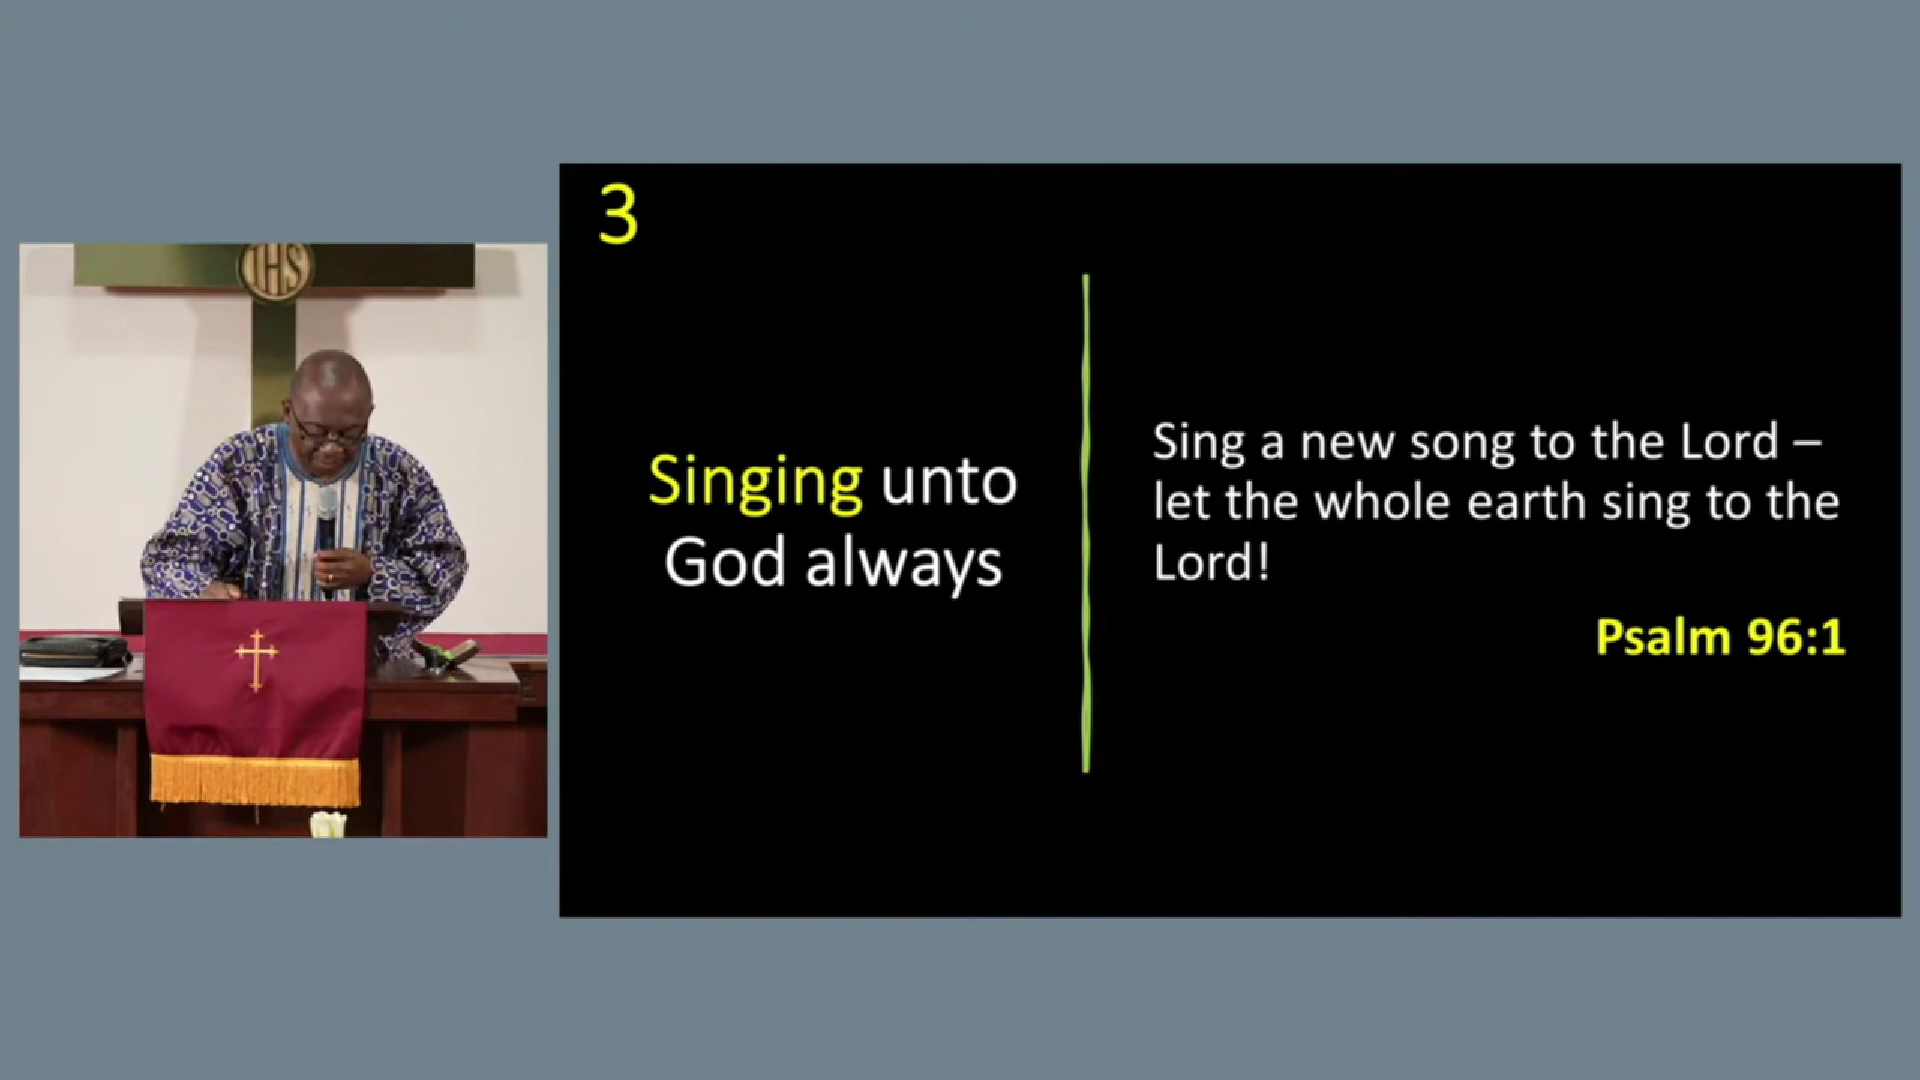 IHS
3
Singing unto
God always
Sing a new song to the Lord –
let the whole earth sing to the
Lord!
Psalm 96:1